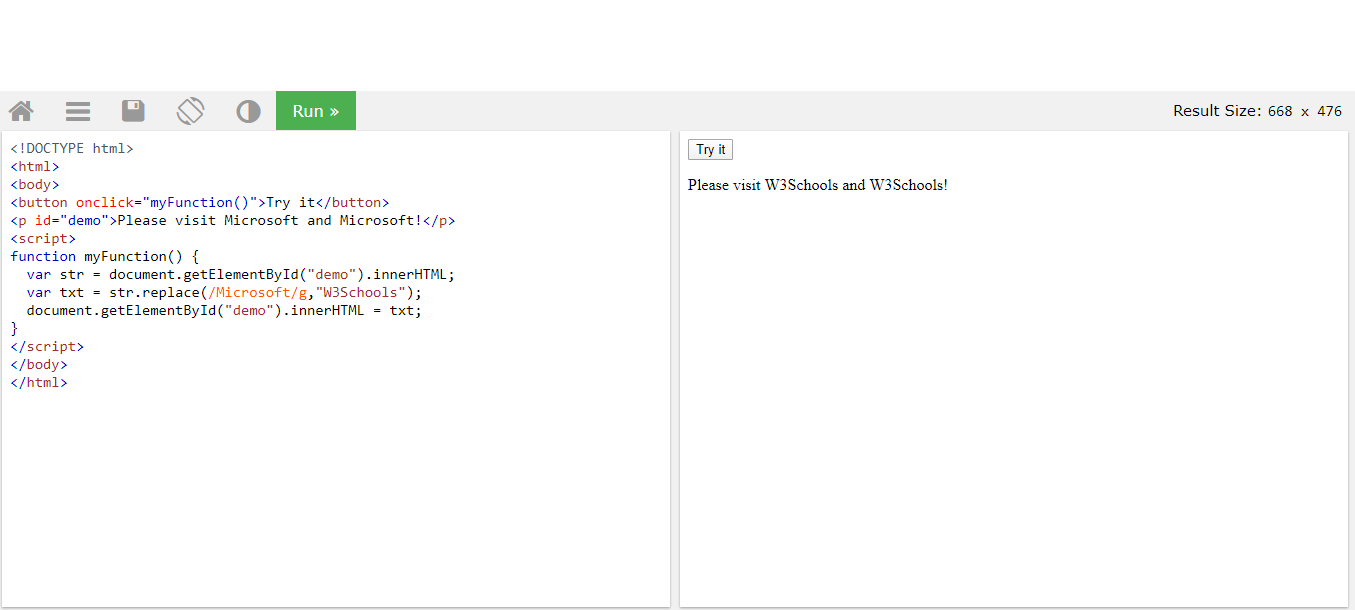 Run »
Result Size: 668 x 476
<!DOCTYPE html>
<html>
<body>
<button onclick="myFunction()">Try it</button>
<p id="demo">Please visit Microsoft and Microsoft!</p>
<script>
function myFunction() {
  var str = document.getElementById("demo").innerHTML;
  var txt = str.replace(/Microsoft/g,"W3Schools");
  document.getElementById("demo").innerHTML = txt;
}
</script>
</body>
</html>
Try it
Please visit W3Schools and W3Schools!